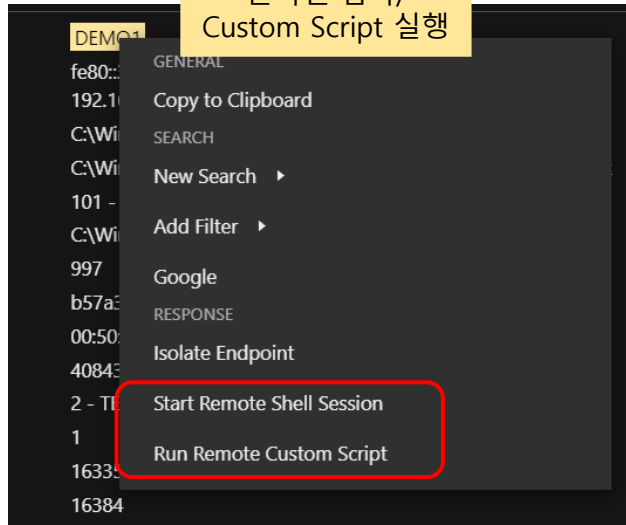 Custom Script 실행
DEMO1
fe80::
GENERAL
192.1
Copy to Clipboard
C:\Wi
SEARCH
C:\Wi
New Search
101 -
Add Filter
C:\Wi
997
Google
b57a3
RESPONSE
00:50:
Isolate Endpoint
40843
2 - TE
Start Remote Shell Session
1
Run Remote Custom Script
16335
16384